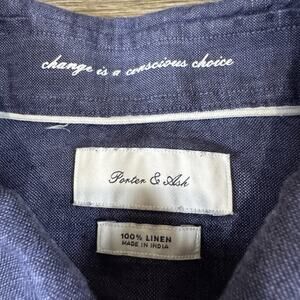 change is a conscious choice
Porter & Ash
100% LINEN
MADE IN INDIA